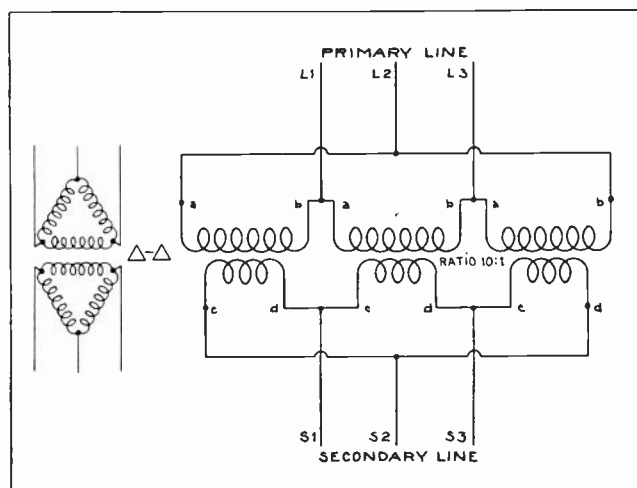 PRIMARY LINE
L1 L2 L3
a b a b a b
△-△
RATIO 10:1
c d c d c d
S1 S2 S3
SECONDARY LINE